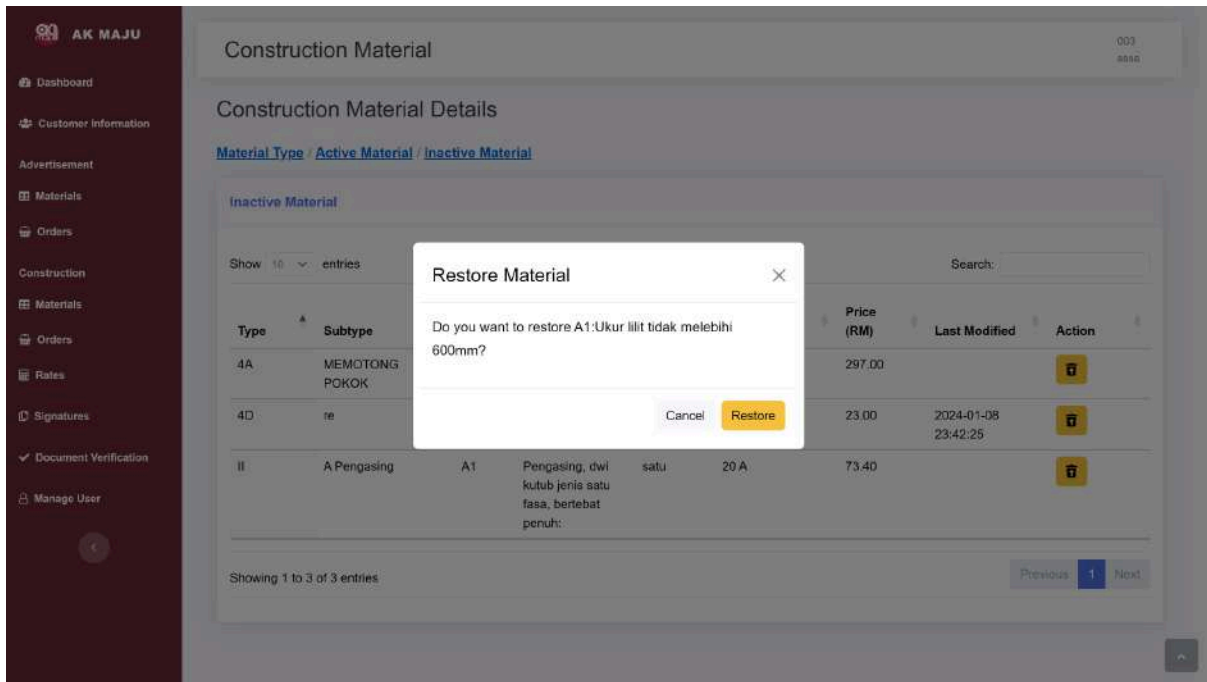 AK MAJU
Dashboard
Customer Information
Advertisement
Materials
Orders
Construction
Materials
Orders
Rates
Signatures
Document Verification
Manage User
Construction Material
003
Construction Material Details
Material Type / Active Material / Inactive Material
Inactive Material
Show 10 entries
Search:
Restore Material
Do you want to restore A1:Ukur lilit tidak melebihi
600mm?
Cancel Restore
Type Subtype Price (RM) Last Modified Action
4A MEMOTONG POKOK 297.00
4D re 23.00 2024-01-08 23:42:25
II A Pengasing A1 Pengasing, dwi kutub jenis satu fasa, bertebat penuh: satu 20 A 73.40
Showing 1 to 3 of 3 entries
Previous 1 Next